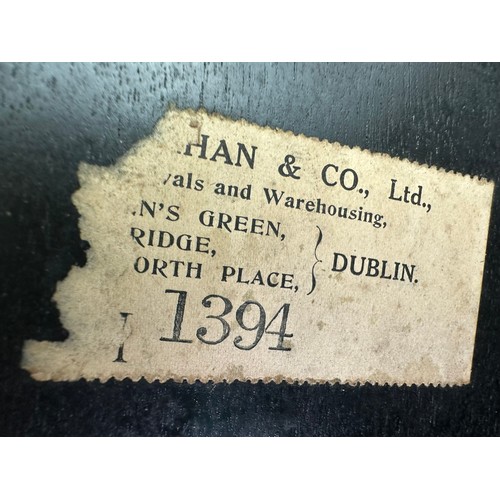 HAN & CO., Ltd.,
vals and Warehousing,
N'S GREEN,
RIDGE,
ORTH PLACE,
DUBLIN.
1394